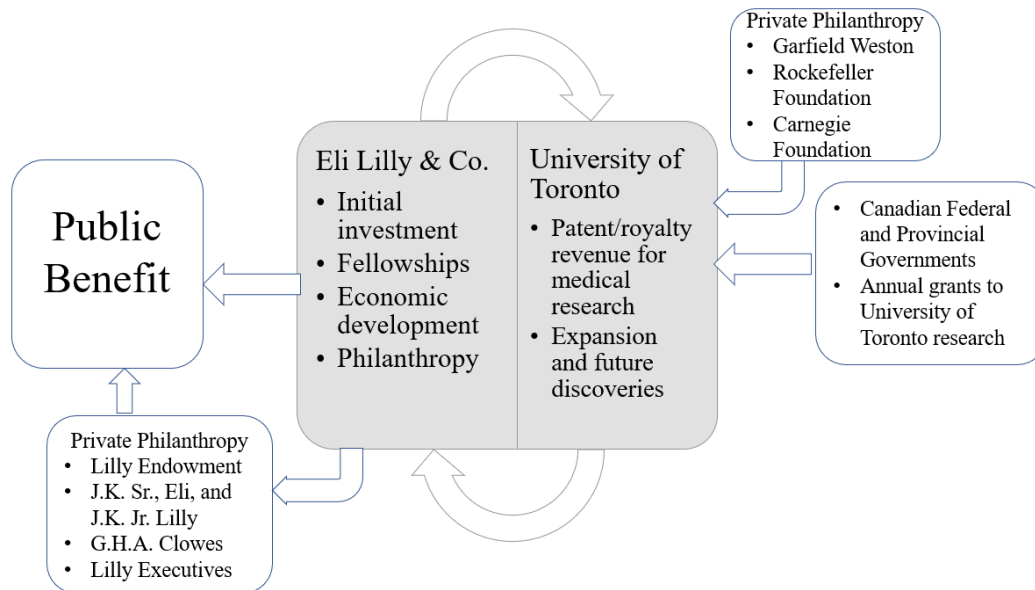 Public
Benefit
Eli Lilly & Co.
• Initial
investment
• Fellowships
• Economic
development
• Philanthropy
University of
Toronto
• Patent/royalty
revenue for
medical
research
• Expansion
and future
discoveries
Private Philanthropy
• Garfield Weston
• Rockefeller
Foundation
• Carnegie
Foundation
• Canadian Federal
and Provincial
Governments
• Annual grants to
University of
Toronto research
Private Philanthropy
• Lilly Endowment
• J.K. Sr., Eli, and
J.K. Jr. Lilly
• G.H.A. Clowes
• Lilly Executives